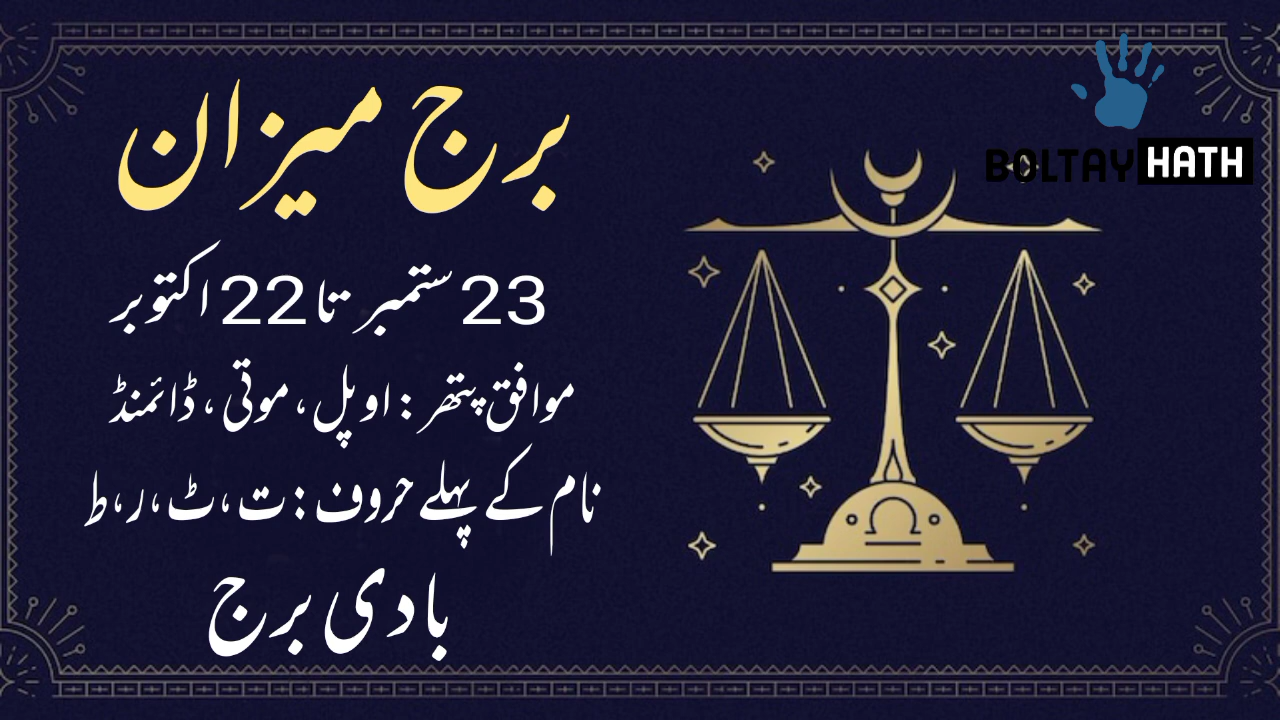 برج میزان
23 ستمبر تا 22 اکتوبر
موافق پتھر : اوپل ، موتی ، ڈائمنڈ
نام کے پہلے حروف : ت ، ٹ ، ر ، ط
بادی برج
BOLTAY HATH